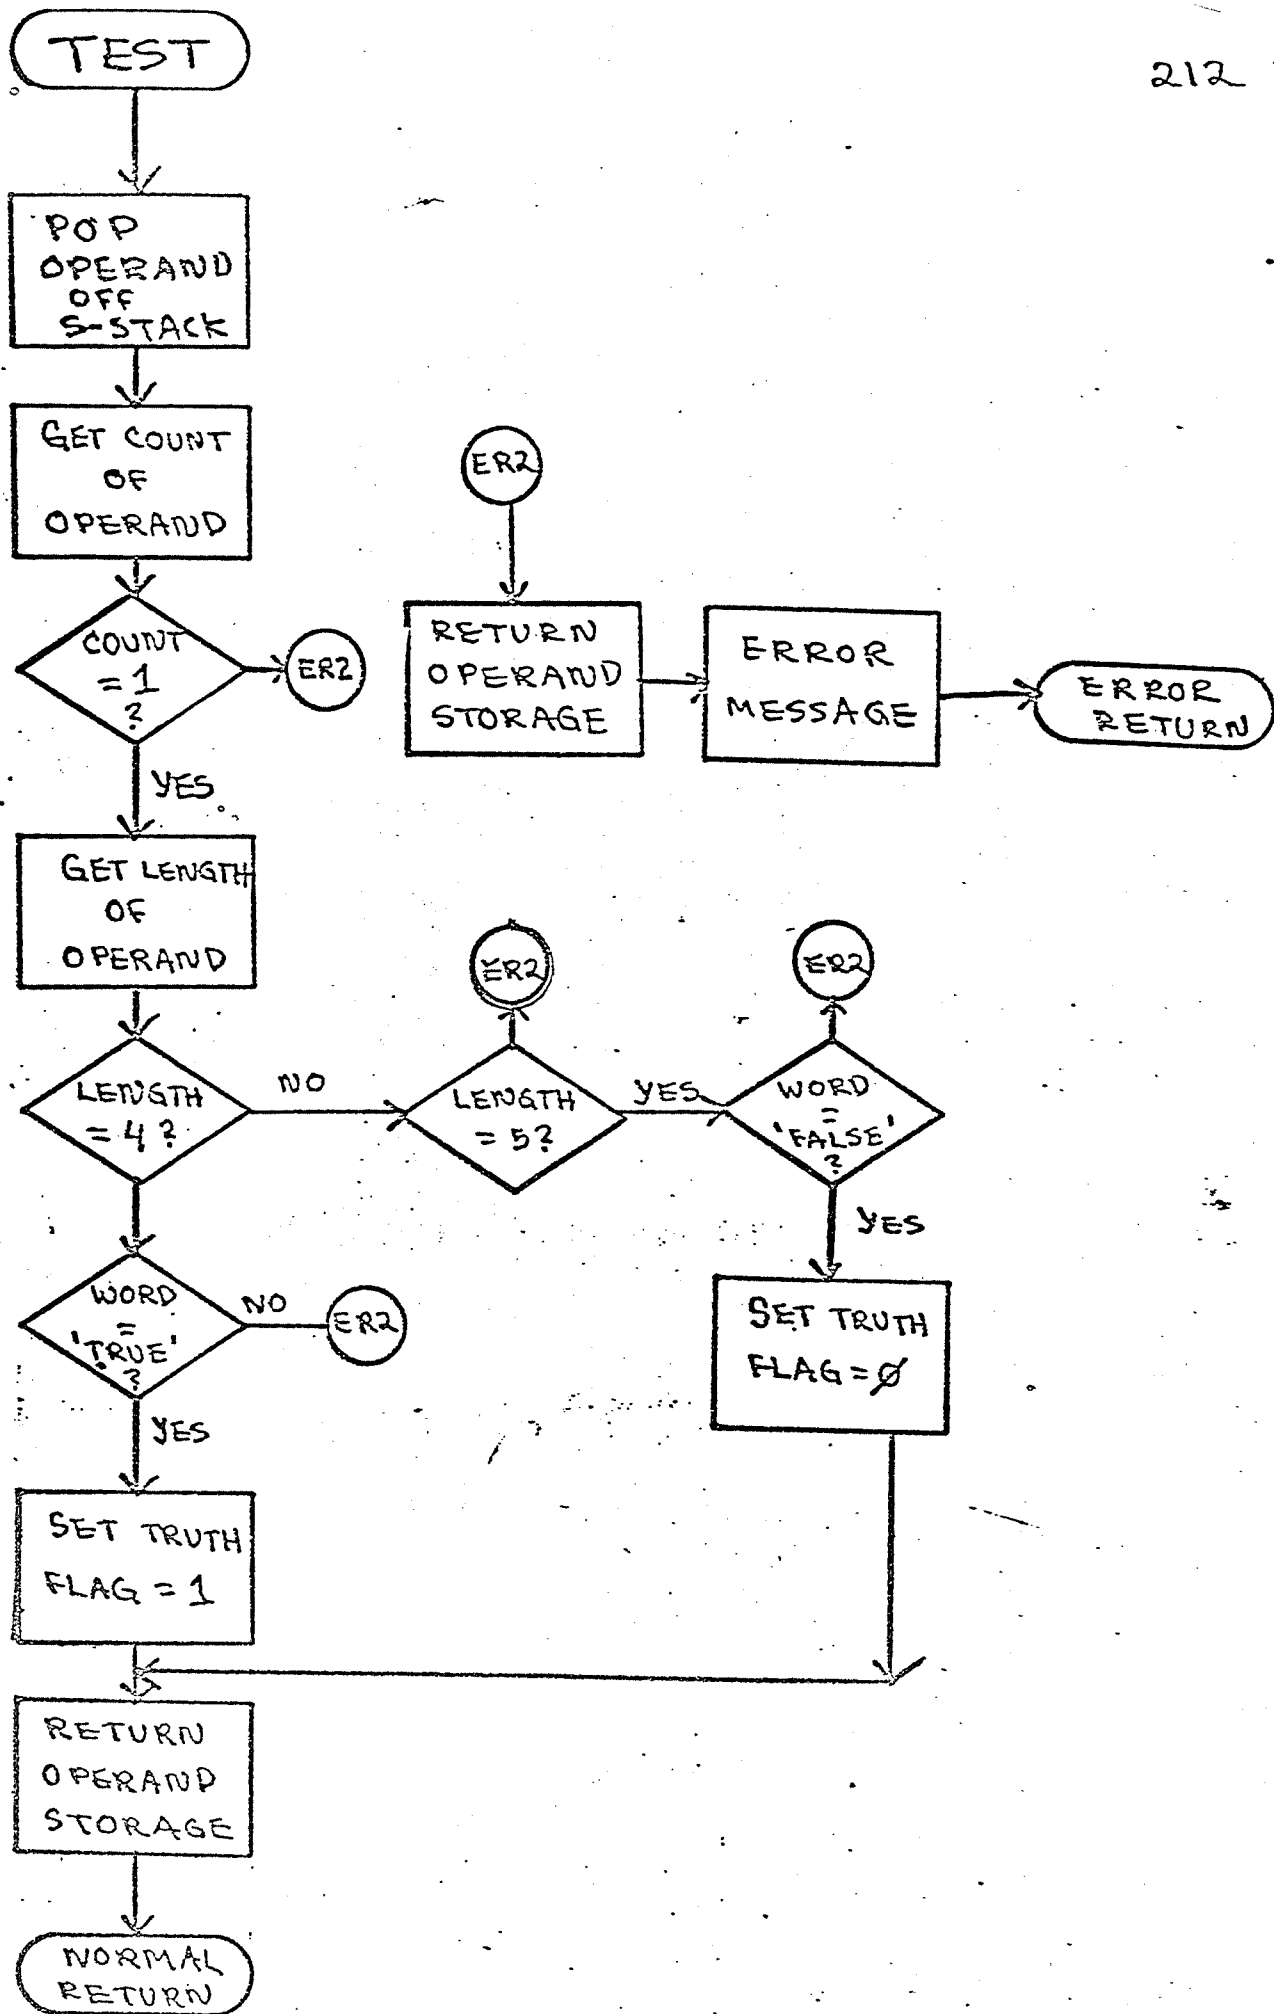 TEST
212
POP
OPERAND
OFF
S-STACK
GET COUNT
OF
OPERAND
ER2
COUNT
= 1
?
ER2
RETURN
OPERAND
STORAGE
ERROR
MESSAGE
ERROR
RETURN
YES
GET LENGTH
OF
OPERAND
ER2
ER2
LENGTH
= 4 ?
NO
LENGTH
= 5?
YES
WORD
=
'FALSE'
?
YES
WORD
=
'TRUE'
?
NO
ER2
SET TRUTH
FLAG = Ø
YES
SET TRUTH
FLAG = 1
RETURN
OPERAND
STORAGE
NORMAL
RETURN